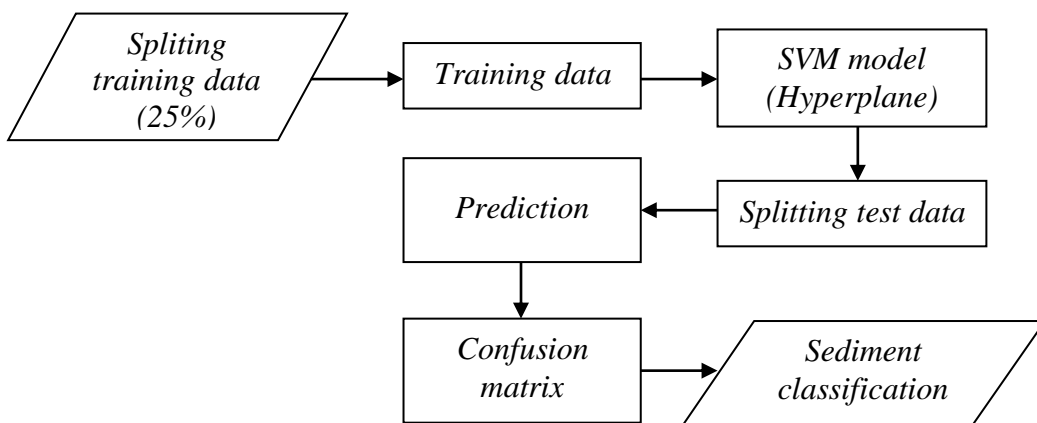 Spliting
training data
(25%)
Training data
SVM model
(Hyperplane)
Splitting test data
Prediction
Confusion
matrix
Sediment
classification